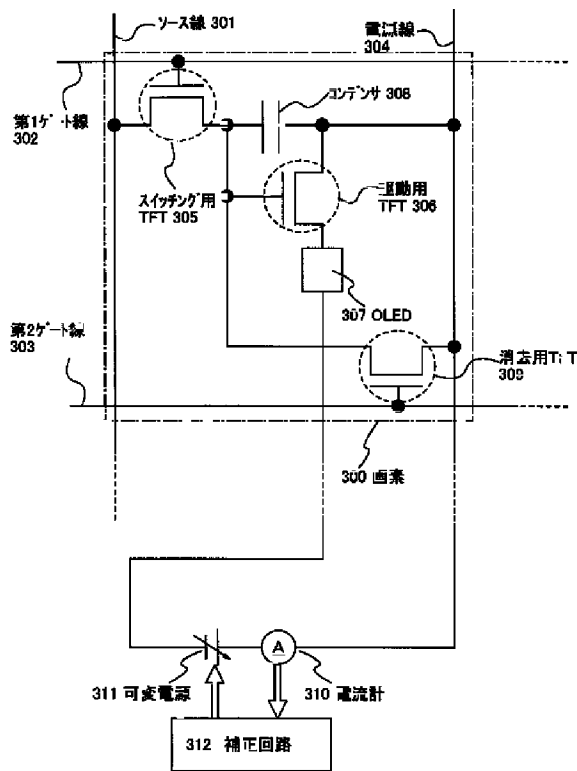 ソース線 301
電源線
304
コンデンサ 308
第1ゲート線
302
スイッチング用
TFT 305
駆動用
TFT 306
307 OLED
第2ゲート線
303
消去用TFT
309
300 画素
A
311 可変電源
310 電流計
312 補正回路